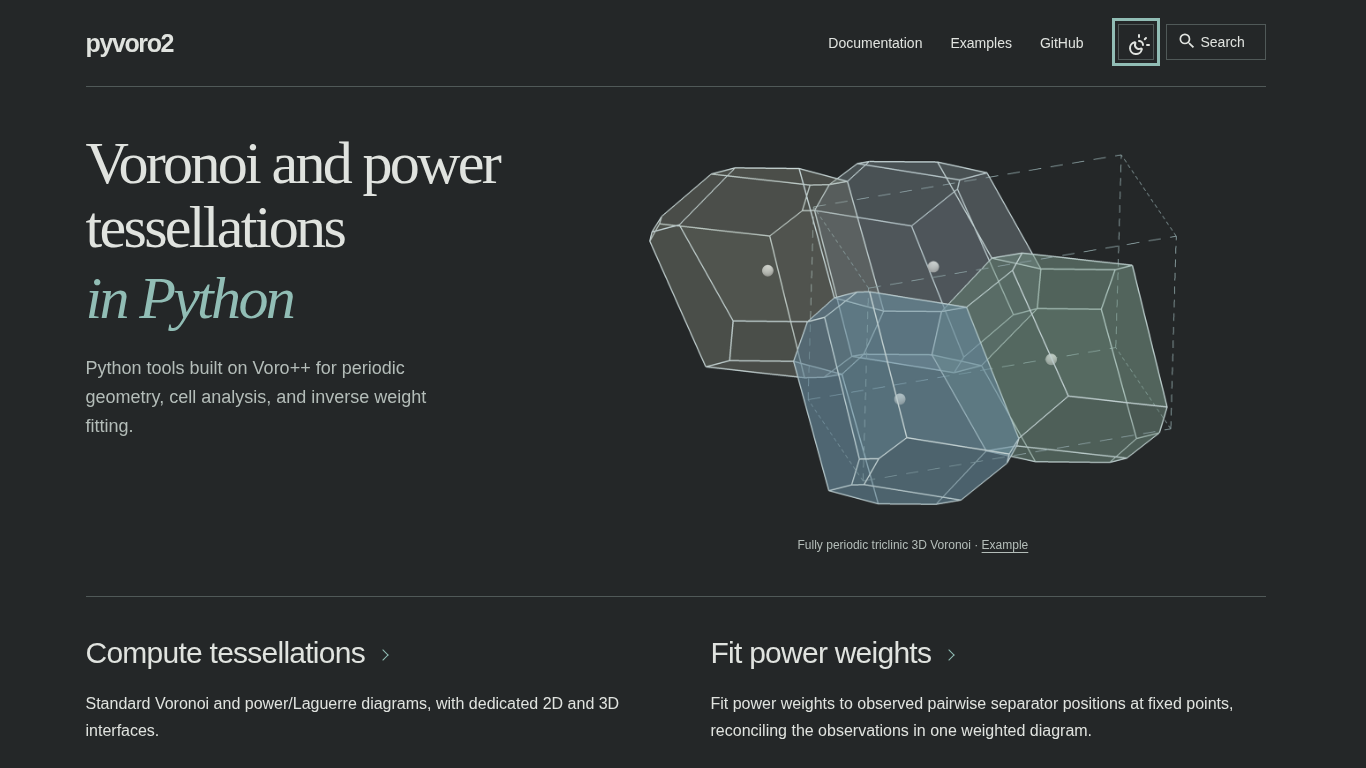 pyvoro2
Documentation
Examples
GitHub
Search
Voronoi and power
tessellations
in Python
Python tools built on Voro++ for periodic
geometry, cell analysis, and inverse weight
fitting.
Fully periodic triclinic 3D Voronoi · Example
Compute tessellations
Standard Voronoi and power/Laguerre diagrams, with dedicated 2D and 3D
interfaces.
Fit power weights
Fit power weights to observed pairwise separator positions at fixed points,
reconciling the observations in one weighted diagram.